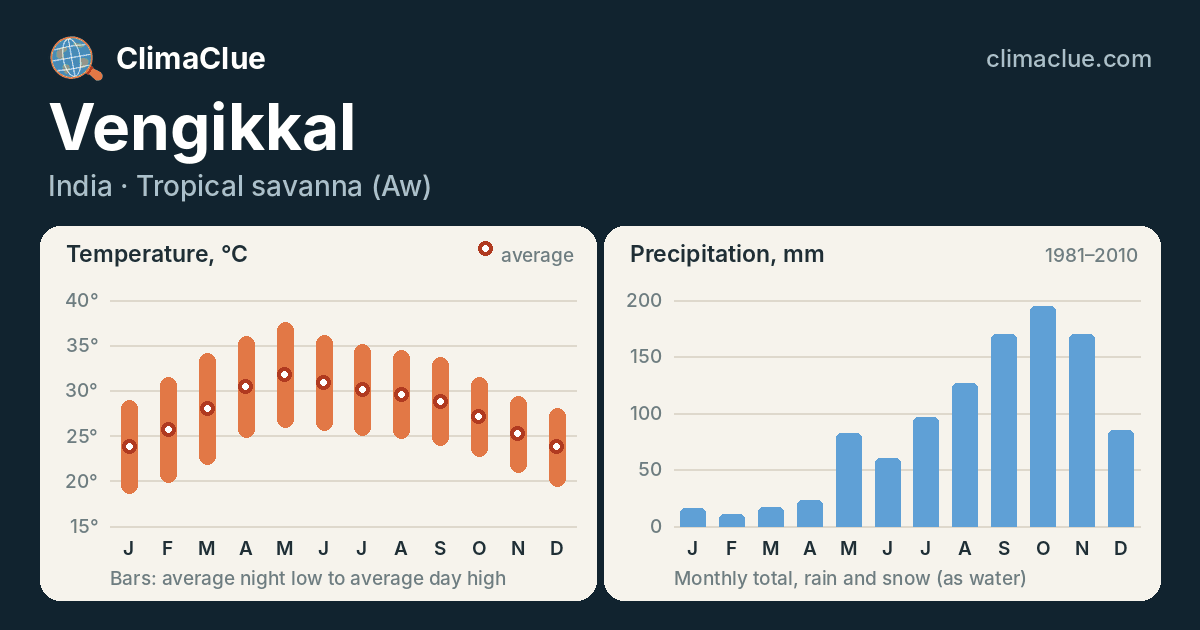 ClimaClue
climaclue.com
Vengikkal
India · Tropical savanna (Aw)
Temperature, °C
average
40°
35°
30°
25°
20°
15°
J F M A M J J A S O N D
Bars: average night low to average day high
Precipitation, mm
1981–2010
200
150
100
50
0
J F M A M J J A S O N D
Monthly total, rain and snow (as water)